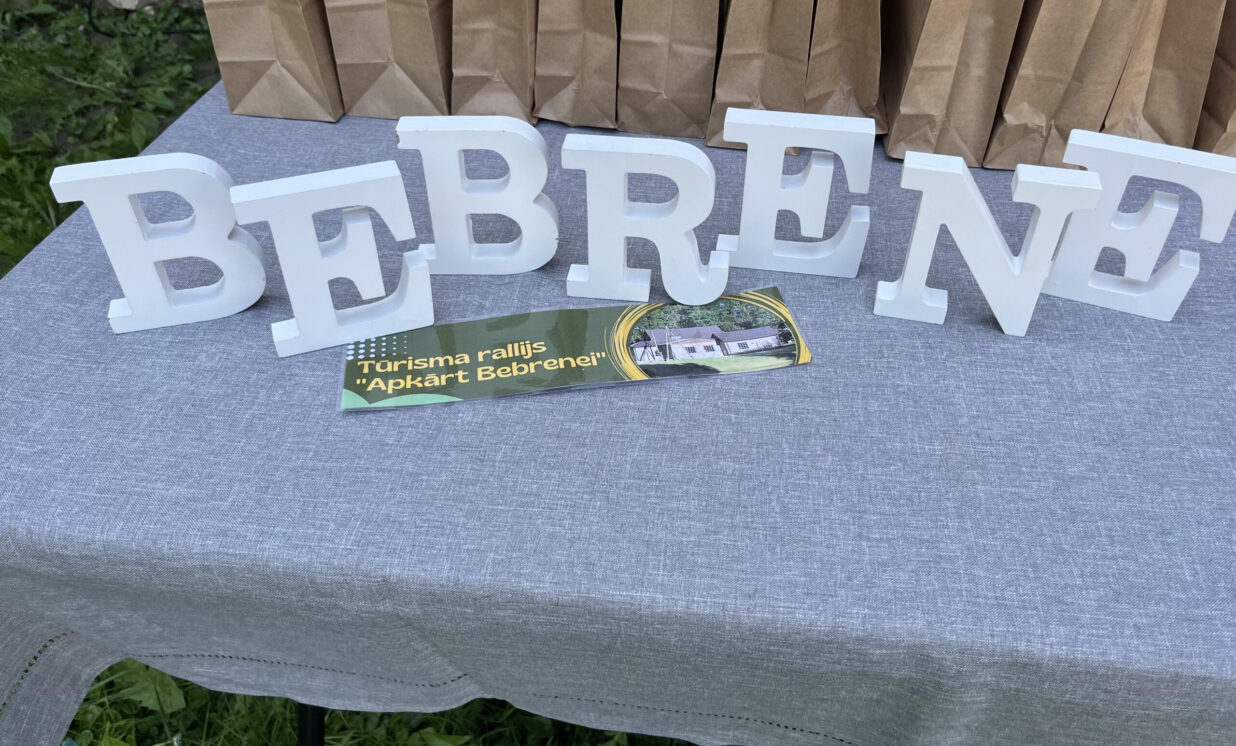 BEBRENE
Tūrisma rallijs
"Apkārt Bebrenei"